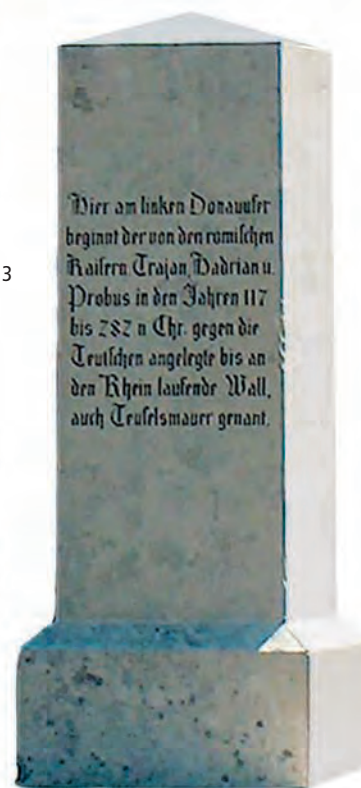 Hier am linken Donauufer
beginnt der von den römischen
3
Kaisern Trajan, Hadrian u.
Probus in den Jahren 117
bis 282 n Chr. gegen die
Teutschen angelegte bis an
den Rhein laufende Wall,
auch Teufelsmauer genant.